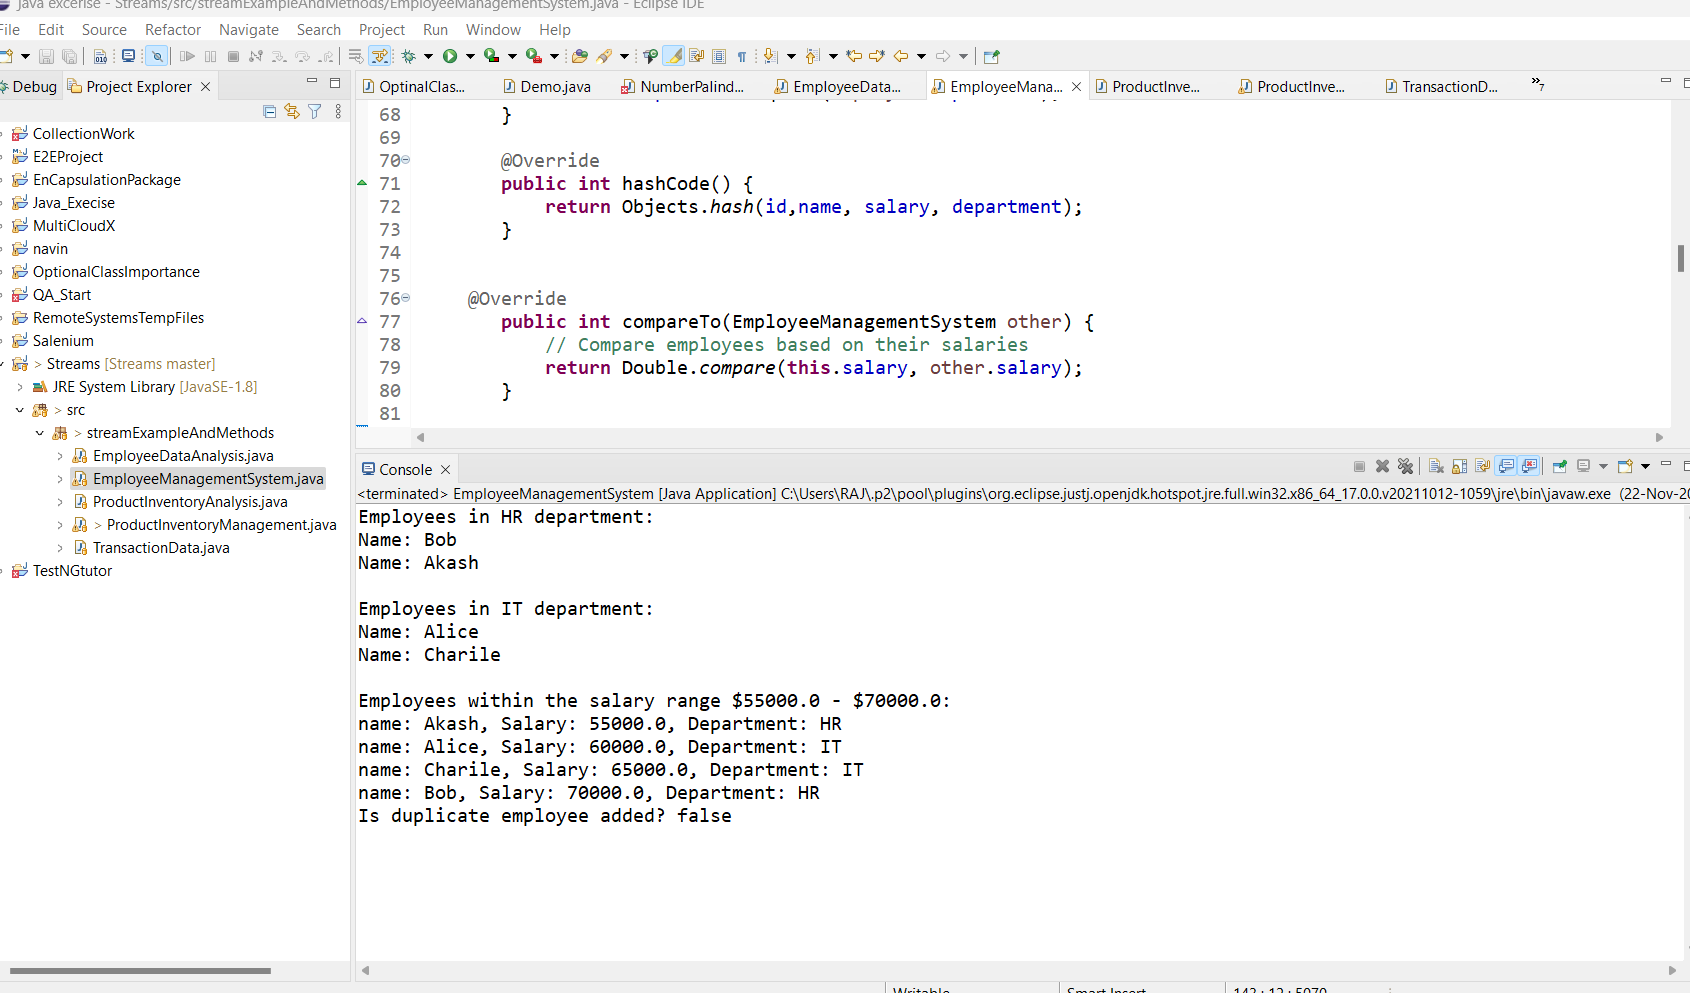 java excerise - Streams/src/streamExampleAndMethods/EmployeeManagementSystem.java - Eclipse IDE
File Edit Source Refactor Navigate Search Project Run Window Help
Debug Project Explorer
OptinalClas... Demo.java NumberPalind... EmployeeData... EmployeeMana... ProductInve... ProductInve... TransactionD... »7
CollectionWork
E2EProject
EnCapsulationPackage
Java_Execise
MultiCloudX
navin
OptionalClassImportance
QA_Start
RemoteSystemsTempFiles
Salenium
> Streams [Streams master]
JRE System Library [JavaSE-1.8]
> src
> streamExampleAndMethods
EmployeeDataAnalysis.java
EmployeeManagementSystem.java
ProductInventoryAnalysis.java
> ProductInventoryManagement.java
TransactionData.java
TestNGtutor
68 }
69
70 @Override
71 public int hashCode() {
72 return Objects.hash(id,name, salary, department);
73 }
74
75
76 @Override
77 public int compareTo(EmployeeManagementSystem other) {
78 // Compare employees based on their salaries
79 return Double.compare(this.salary, other.salary);
80 }
81
Console
<terminated> EmployeeManagementSystem [Java Application] C:\Users\RAJ\.p2\pool\plugins\org.eclipse.justj.openjdk.hotspot.jre.full.win32.x86_64_17.0.0.v20211012-1059\jre\bin\javaw.exe (22-Nov-20
Employees in HR department:
Name: Bob
Name: Akash
Employees in IT department:
Name: Alice
Name: Charile
Employees within the salary range $55000.0 - $70000.0:
name: Akash, Salary: 55000.0, Department: HR
name: Alice, Salary: 60000.0, Department: IT
name: Charile, Salary: 65000.0, Department: IT
name: Bob, Salary: 70000.0, Department: HR
Is duplicate employee added? false
Writable Smart Insert 143 : 12 : 5070